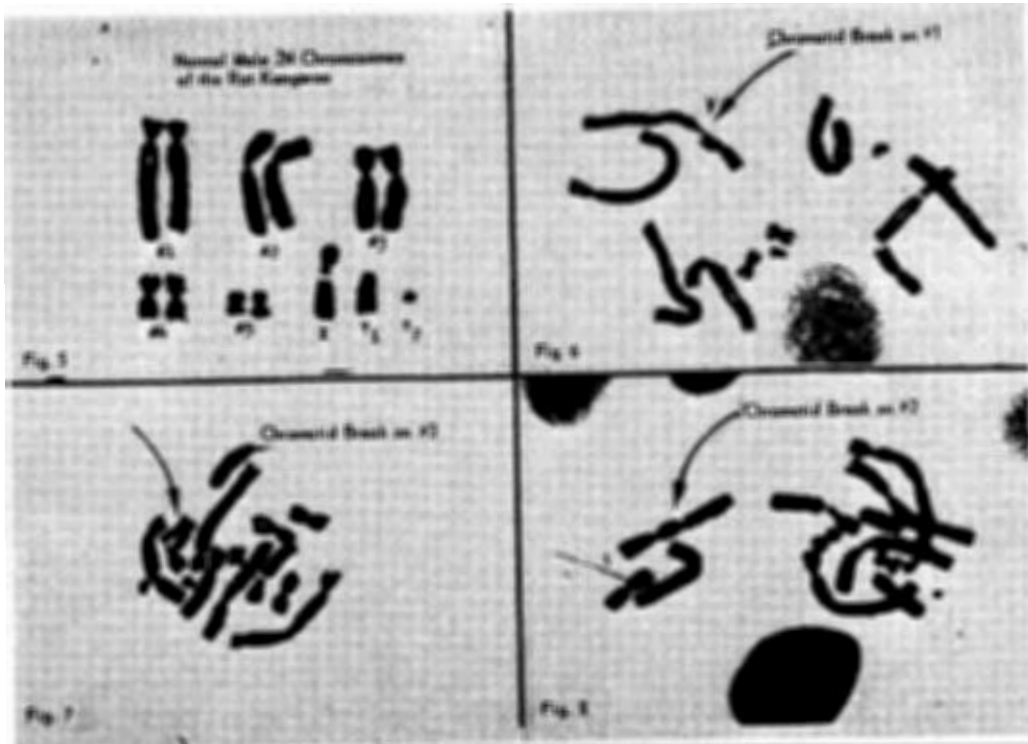 Normal Male 2N Chromosomes
of the Rat Kangaroo
#1 #2 #3
#4 #5 X Y1 Y2
Fig. 5
Chromatid Break on #1
Fig. 6
Chromatid Break on #2
Fig. 7
Chromatid Break on #2
Fig. 8